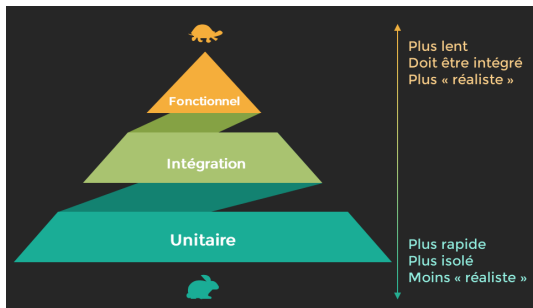 Plus lent
Doit être intégré
Plus « réaliste »
Fonctionnel
Intégration
Unitaire
Plus rapide
Plus isolé
Moins « réaliste »